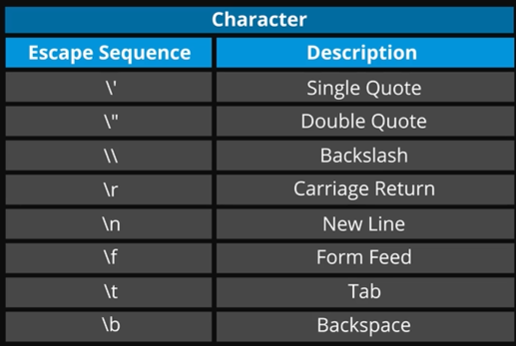 Character
Escape Sequence Description
\' Single Quote
\" Double Quote
\\ Backslash
\r Carriage Return
\n New Line
\f Form Feed
\t Tab
\b Backspace